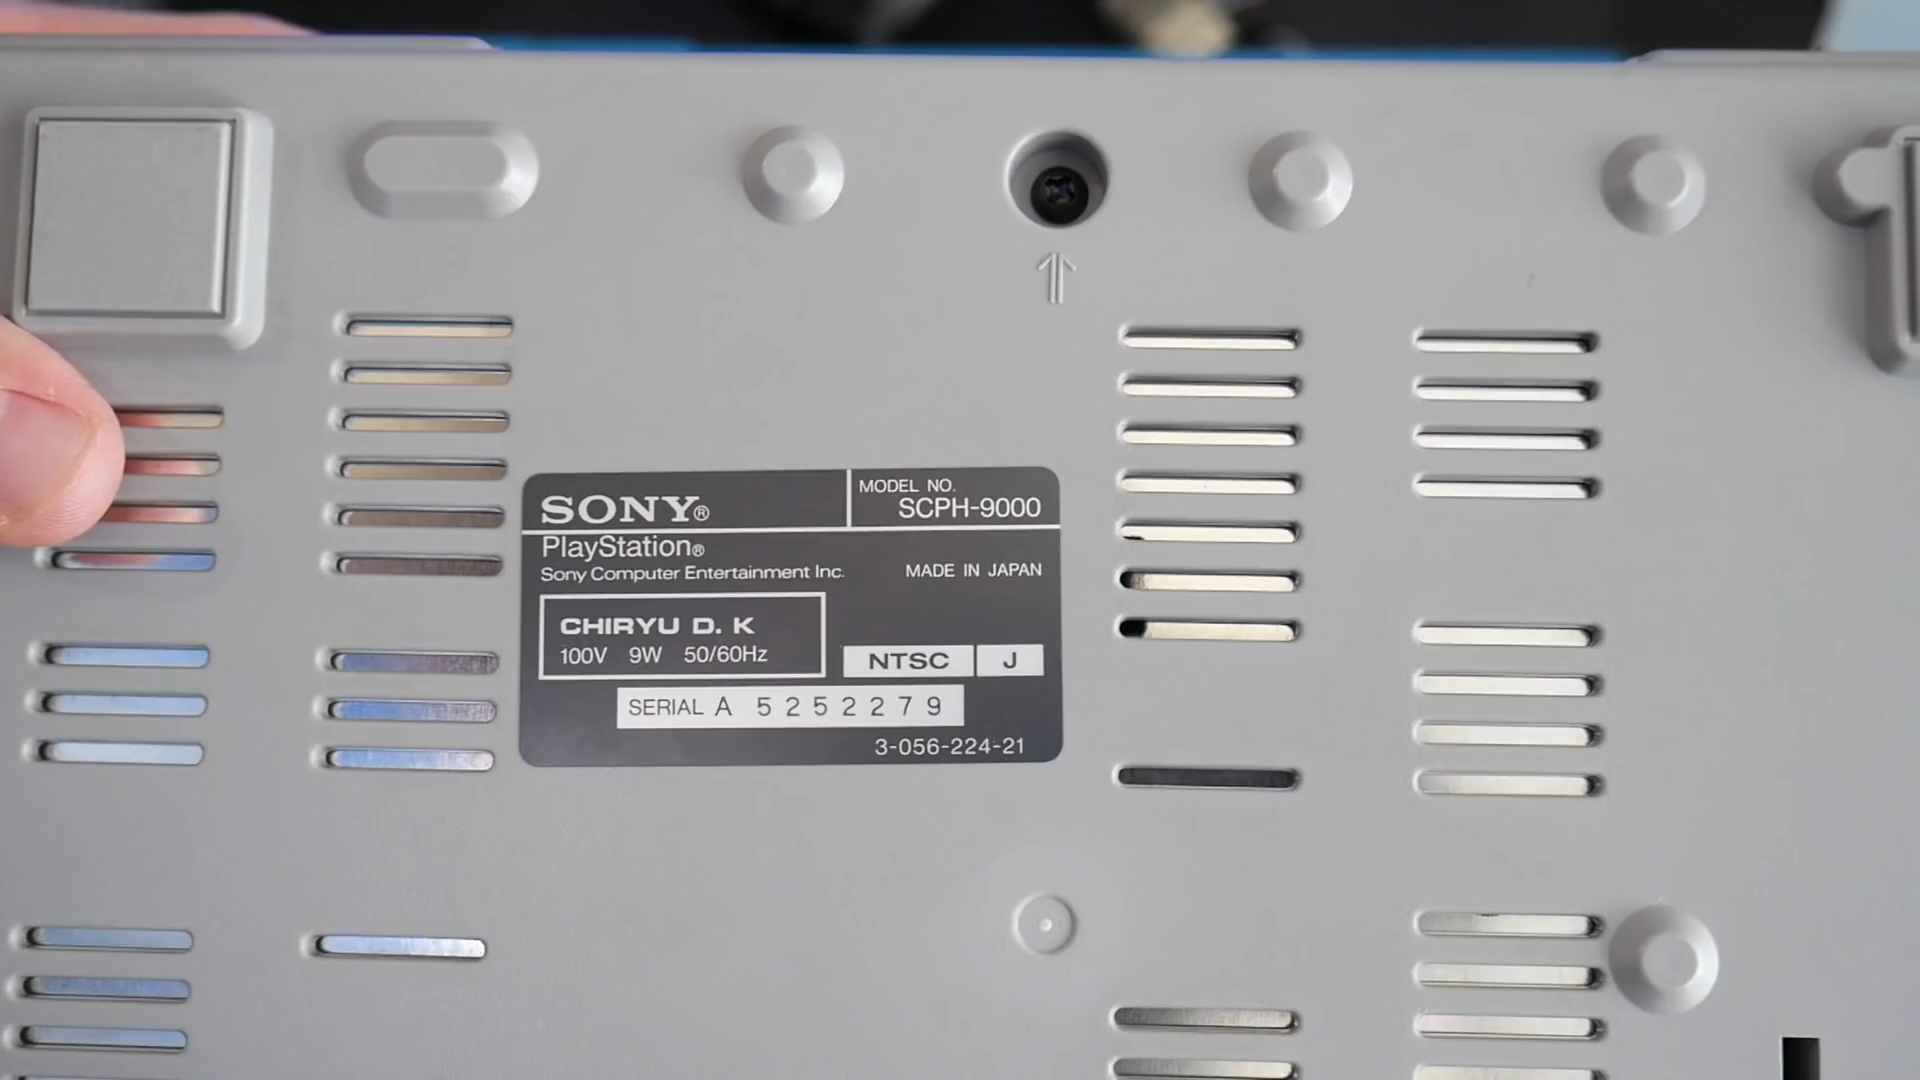 SONY®
MODEL NO.
SCPH-9000
PlayStation®
Sony Computer Entertainment Inc.
MADE IN JAPAN
CHIRYU D. K
100V 9W 50/60Hz
NTSC J
SERIAL A 5252279
3-056-224-21